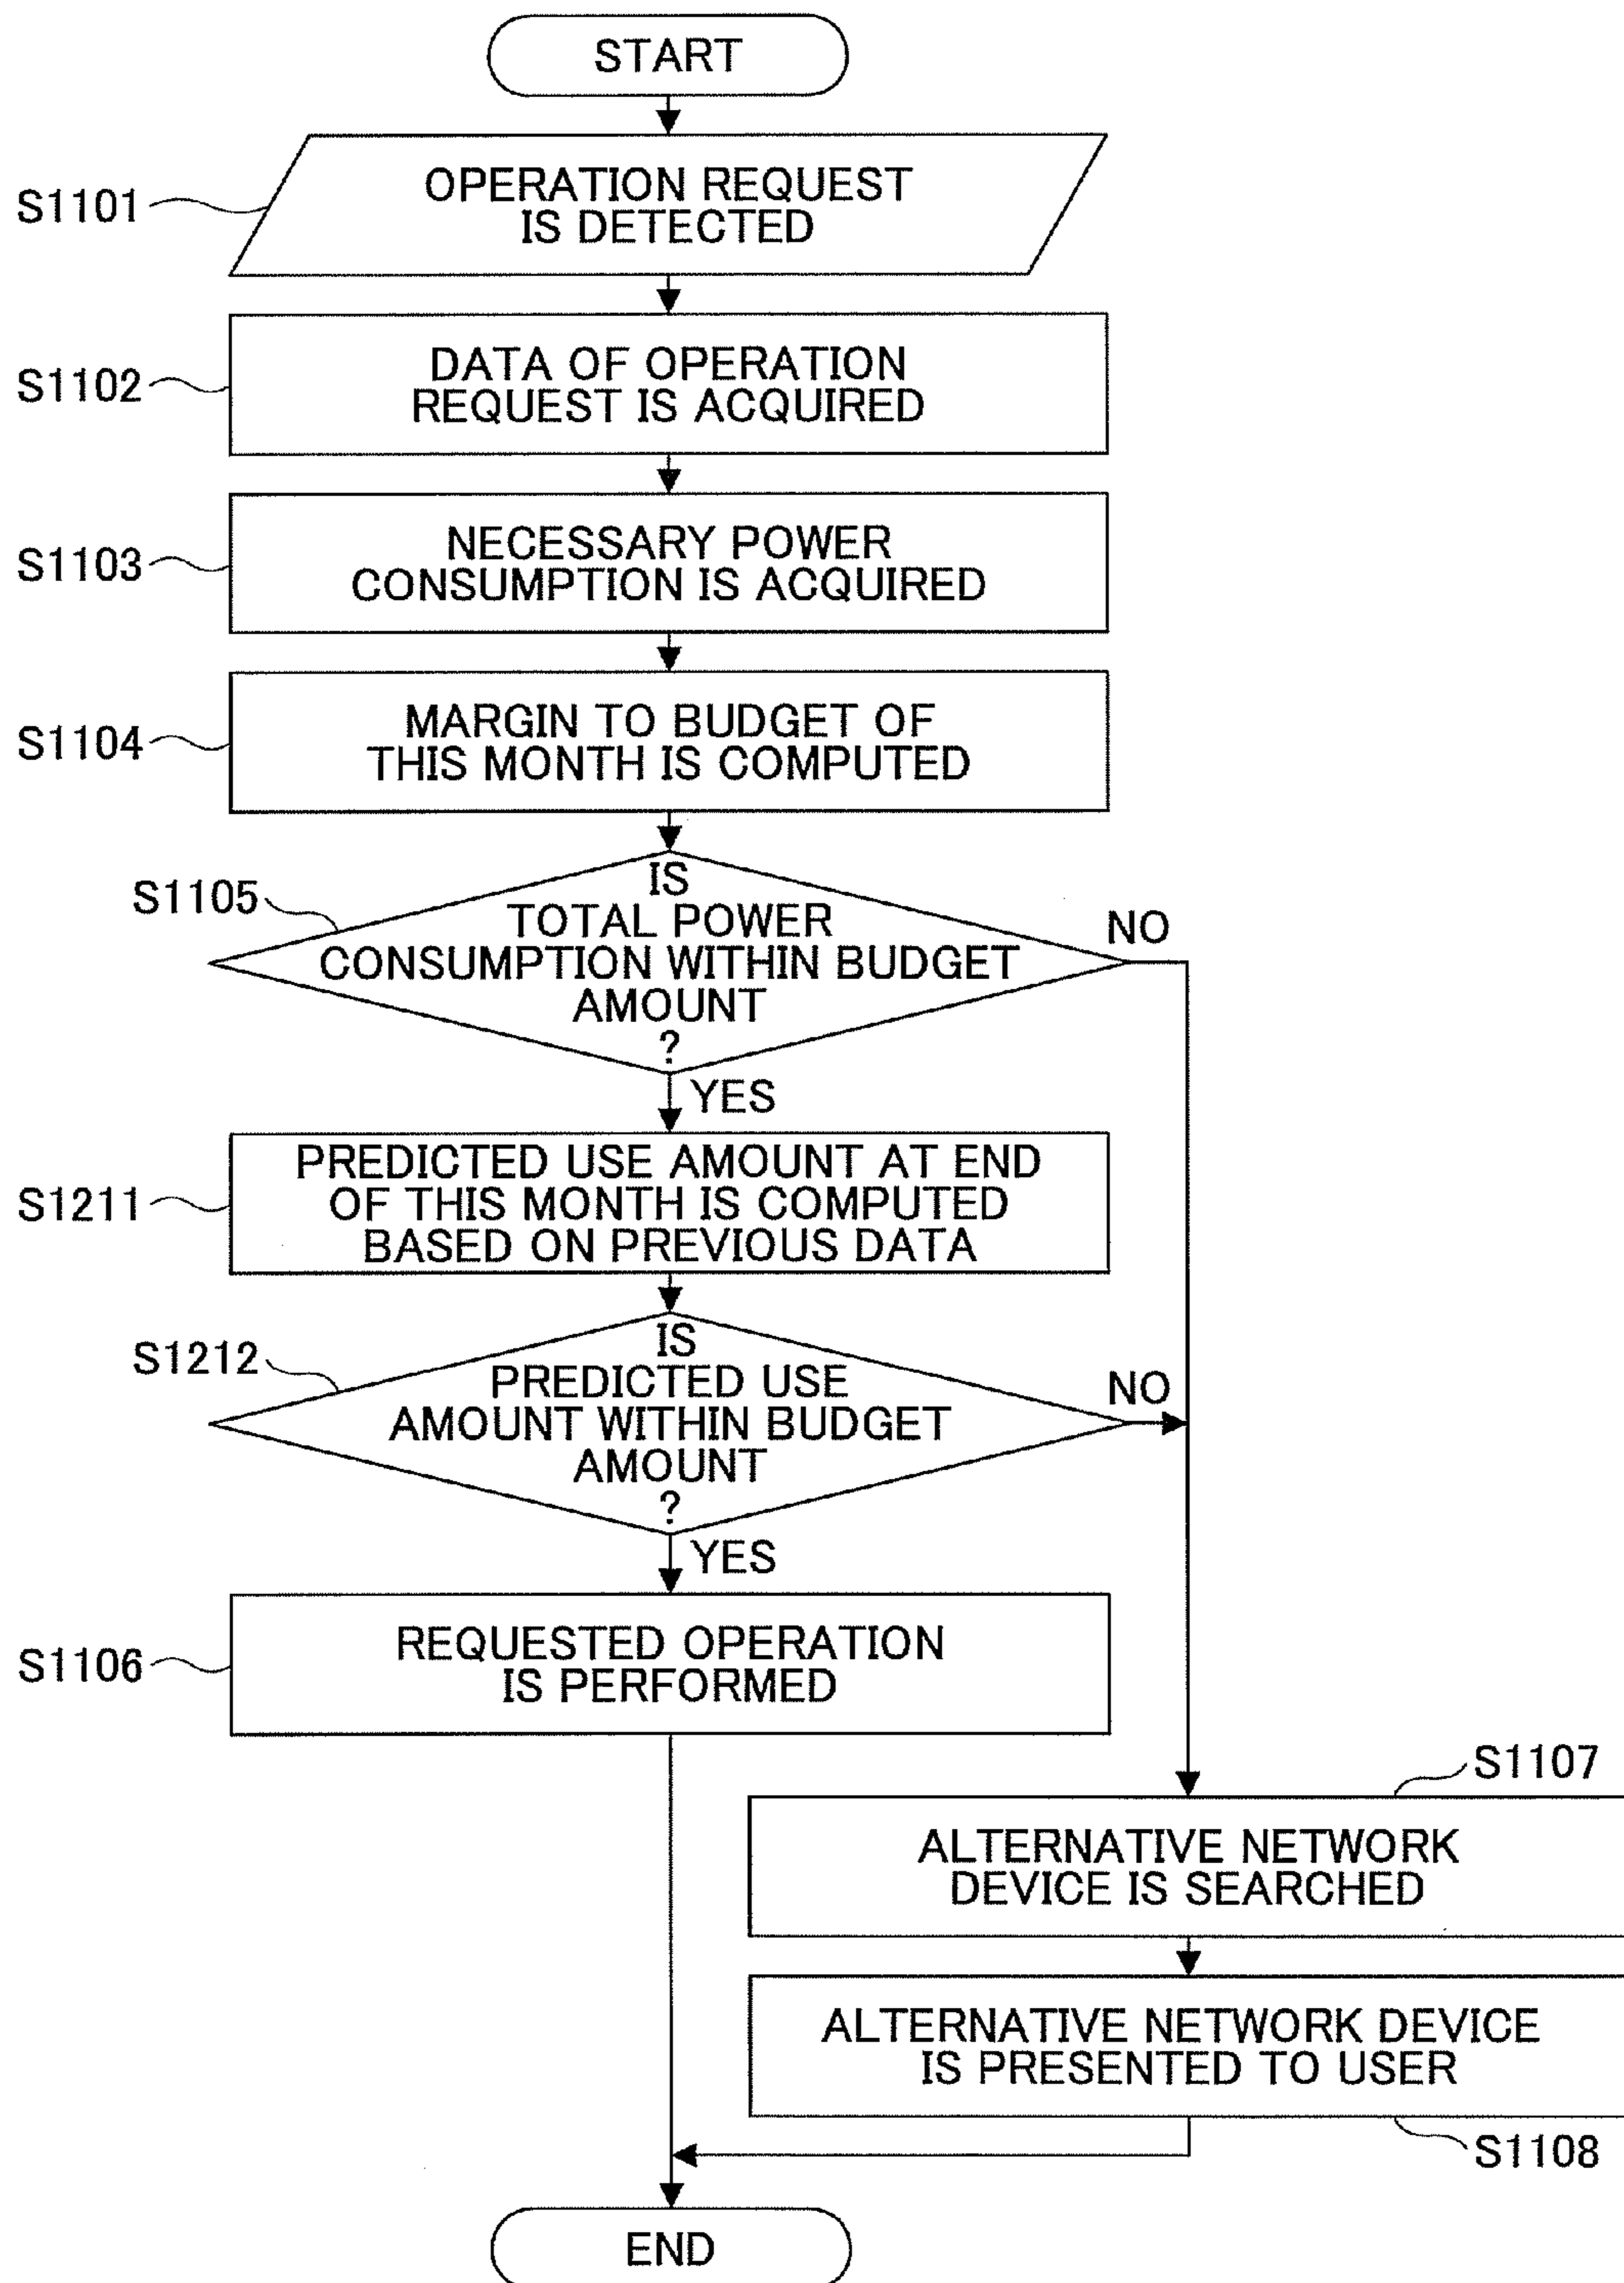 START
S1101
OPERATION REQUEST
IS DETECTED
S1102
DATA OF OPERATION
REQUEST IS ACQUIRED
S1103
NECESSARY POWER
CONSUMPTION IS ACQUIRED
S1104
MARGIN TO BUDGET OF
THIS MONTH IS COMPUTED
S1105
IS
TOTAL POWER
CONSUMPTION WITHIN BUDGET
AMOUNT
?
NO
YES
S1211
PREDICTED USE AMOUNT AT END
OF THIS MONTH IS COMPUTED
BASED ON PREVIOUS DATA
S1212
IS
PREDICTED USE
AMOUNT WITHIN BUDGET
AMOUNT
?
NO
YES
S1106
REQUESTED OPERATION
IS PERFORMED
S1107
ALTERNATIVE NETWORK
DEVICE IS SEARCHED
ALTERNATIVE NETWORK DEVICE
IS PRESENTED TO USER
S1108
END